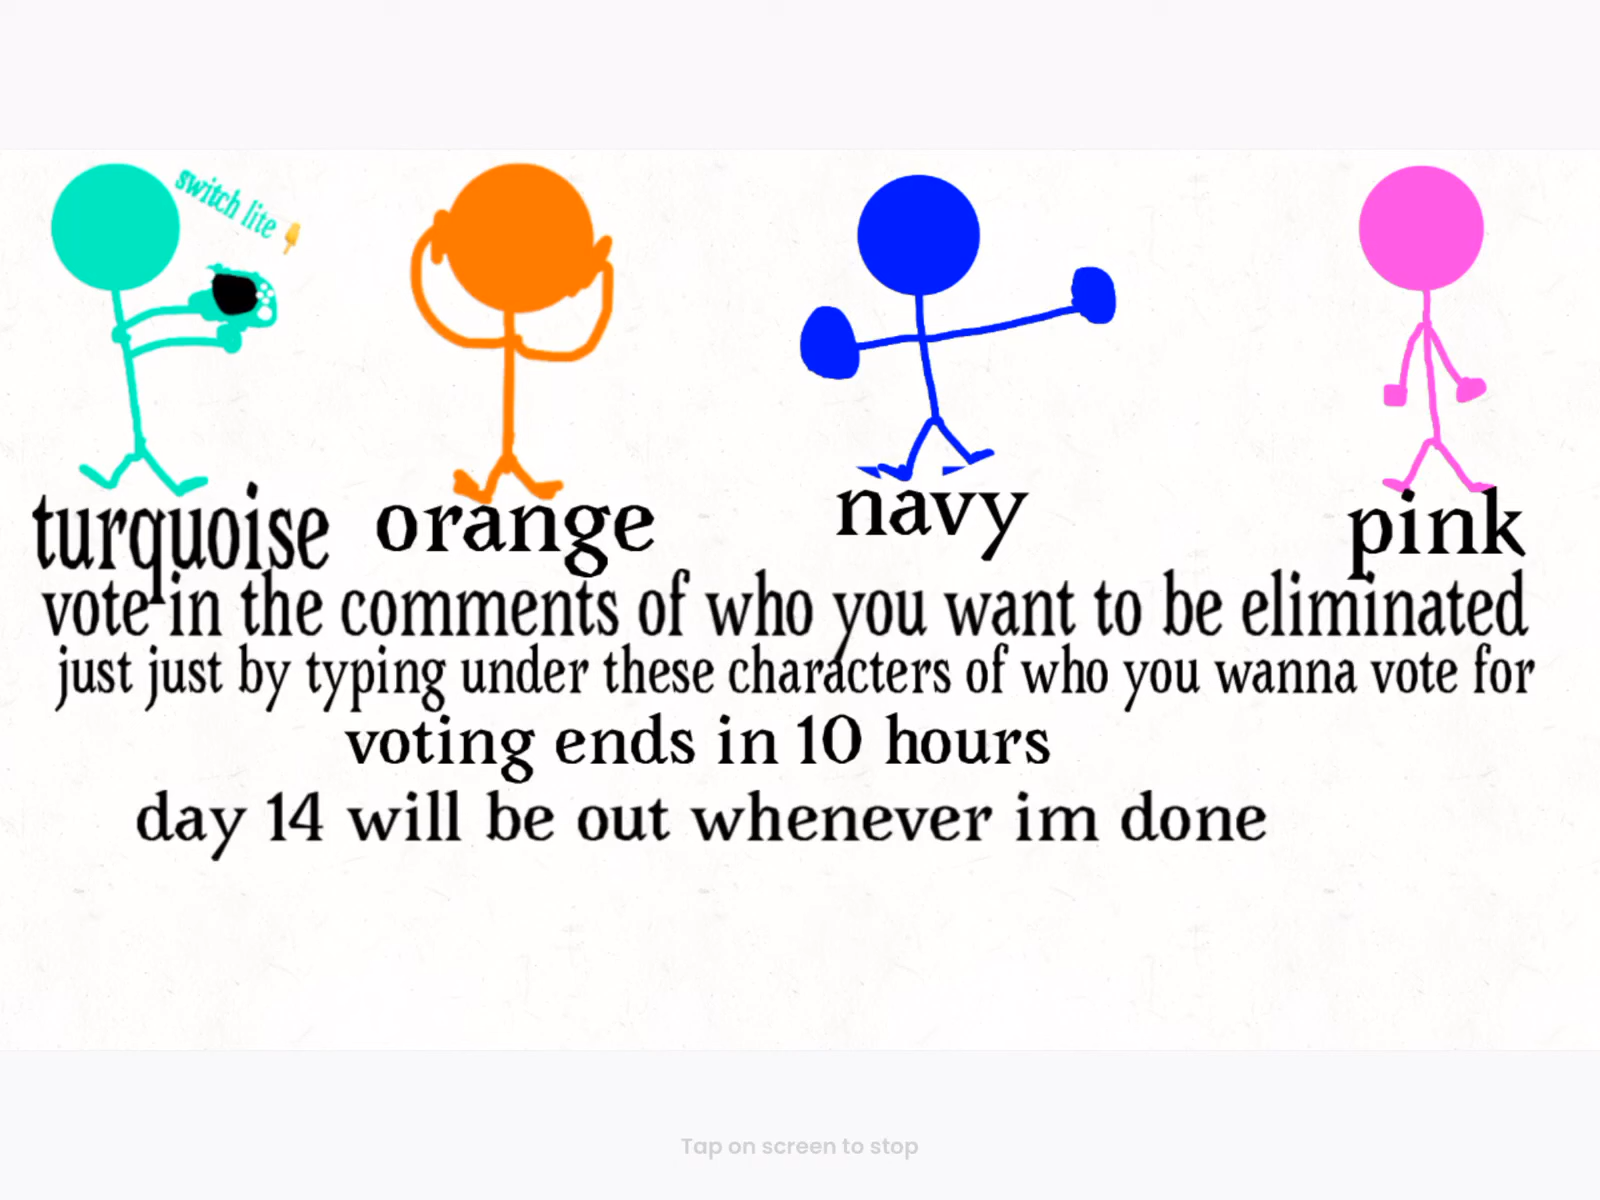 switch lite
turquoise orange navy pink
vote in the comments of who you want to be eliminated
just just by typing under these characters of who you wanna vote for
voting ends in 10 hours
day 14 will be out whenever im done
Tap on screen to stop